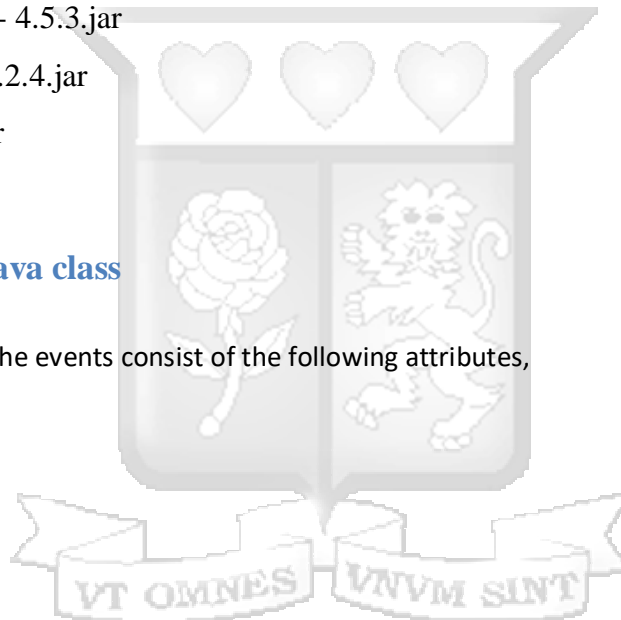 - 4.5.3.jar
.2.4.jar
r
ava class
he events consist of the following attributes,
VT OMNES VNVM SINT